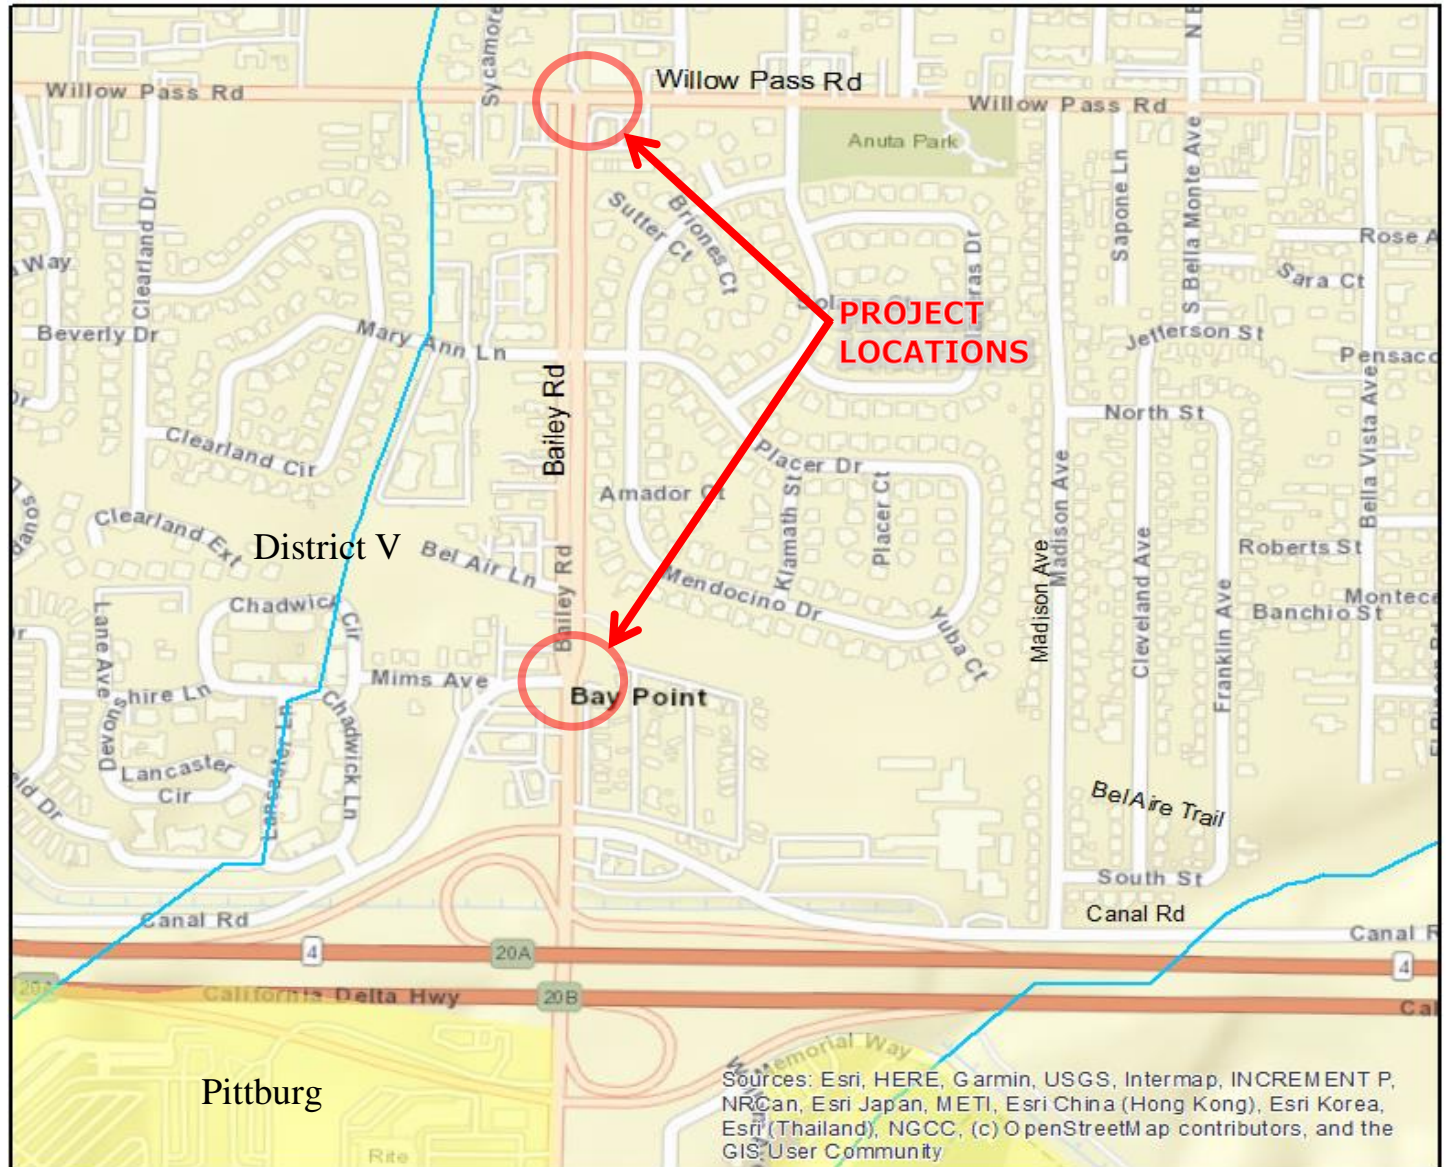 Sycamore
N B
Willow Pass Rd
Willow Pass Rd
Willow Pass Rd
Anuta Park
Clearland Dr
Sutter Ct
Briones Ct
Sapone Ln
S Bella Monte Ave
Rose A
Way
Sara Ct
PROJECT
LOCATIONS
Beverly Dr
Mary Ann Ln
Jefferson St
Pensaco
Dr
Bailey Rd
North St
Clearland Cir
Placer Dr
Bella Vista Ave
Amador Ct
Klamath St
Placer Ct
Madison Ave
Clearland Ext
District V
Bel Air Ln
Bailey Rd
Roberts St
Mendocino Dr
Madison Ave
Cleveland Ave
Franklin Ave
Montece
Banchio St
Lane Ave
Chadwick Cir
Yuba Ct
Devonshire Ln
Mims Ave
Bay Point
Chadwick Ln
Lancaster Ln
Lancaster
Cir
ld Dr
BelAire Trail
South St
Canal Rd
Canal Rd
Canal R
4
20A
4
20A
California Delta Hwy
20B
Cal
Memorial Way
Pittburg
Rite
Sources: Esri, HERE, Garmin, USGS, Intermap, INCREMENT P,
NRCan, Esri Japan, METI, Esri China (Hong Kong), Esri Korea,
Esri (Thailand), NGCC, (c) OpenStreetMap contributors, and the
GIS User Community